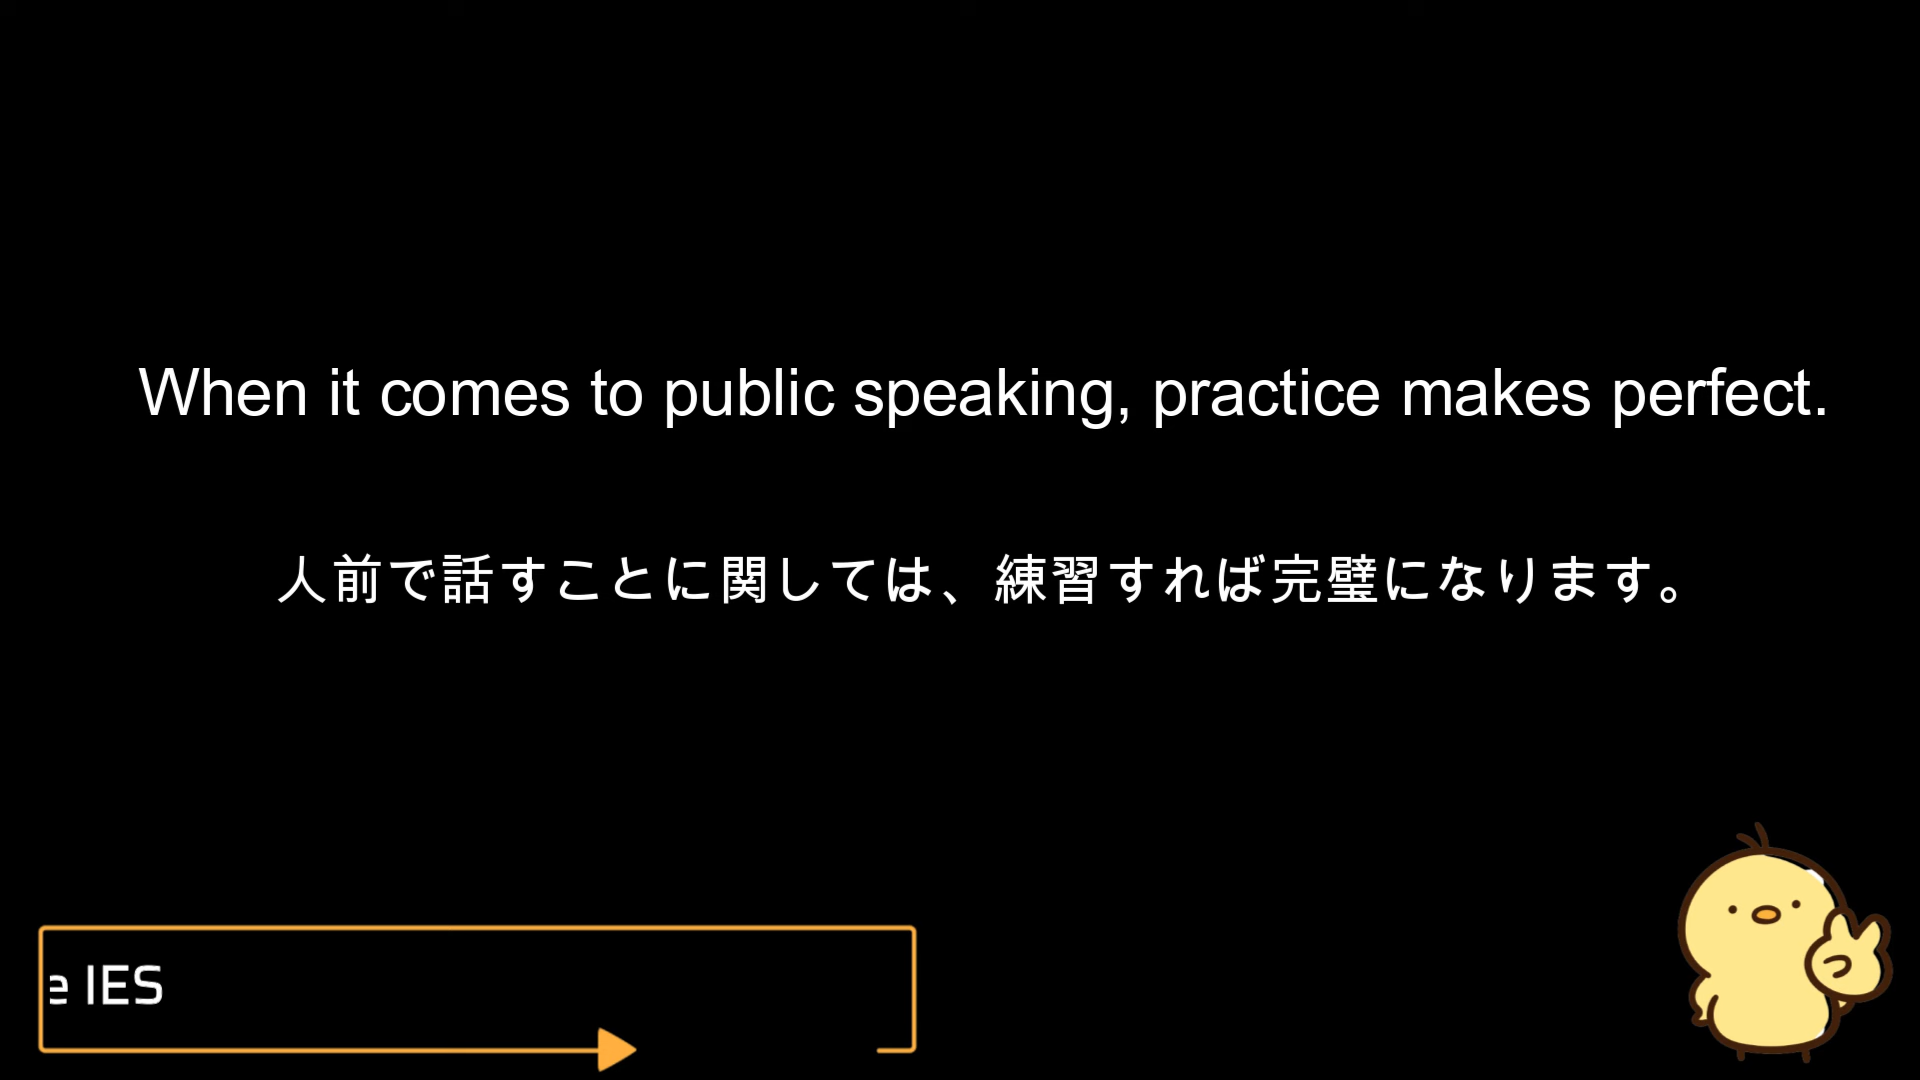 When it comes to public speaking, practice makes perfect.
人前で話すことに関しては、練習すれば完璧になります。
IES